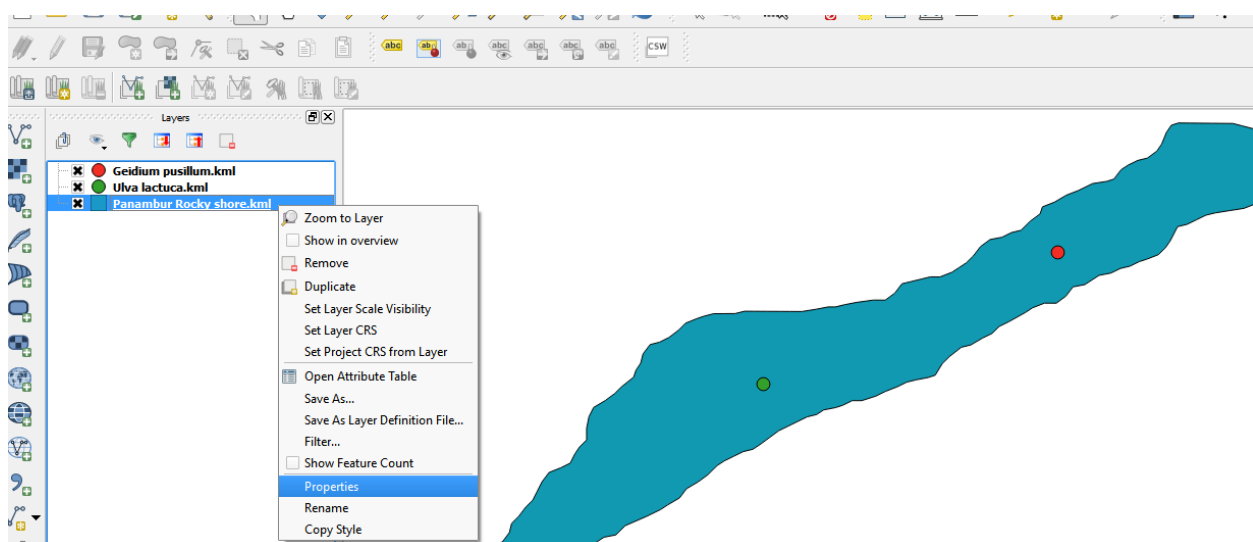 abc
abc
abc
abc
abc
abc
abc
CSW
Layers
Geidium pusillum.kml
Ulva lactuca.kml
Panambur Rocky shore.kml
Zoom to Layer
Show in overview
Remove
Duplicate
Set Layer Scale Visibility
Set Layer CRS
Set Project CRS from Layer
Open Attribute Table
Save As...
Save As Layer Definition File...
Filter...
Show Feature Count
Properties
Rename
Copy Style